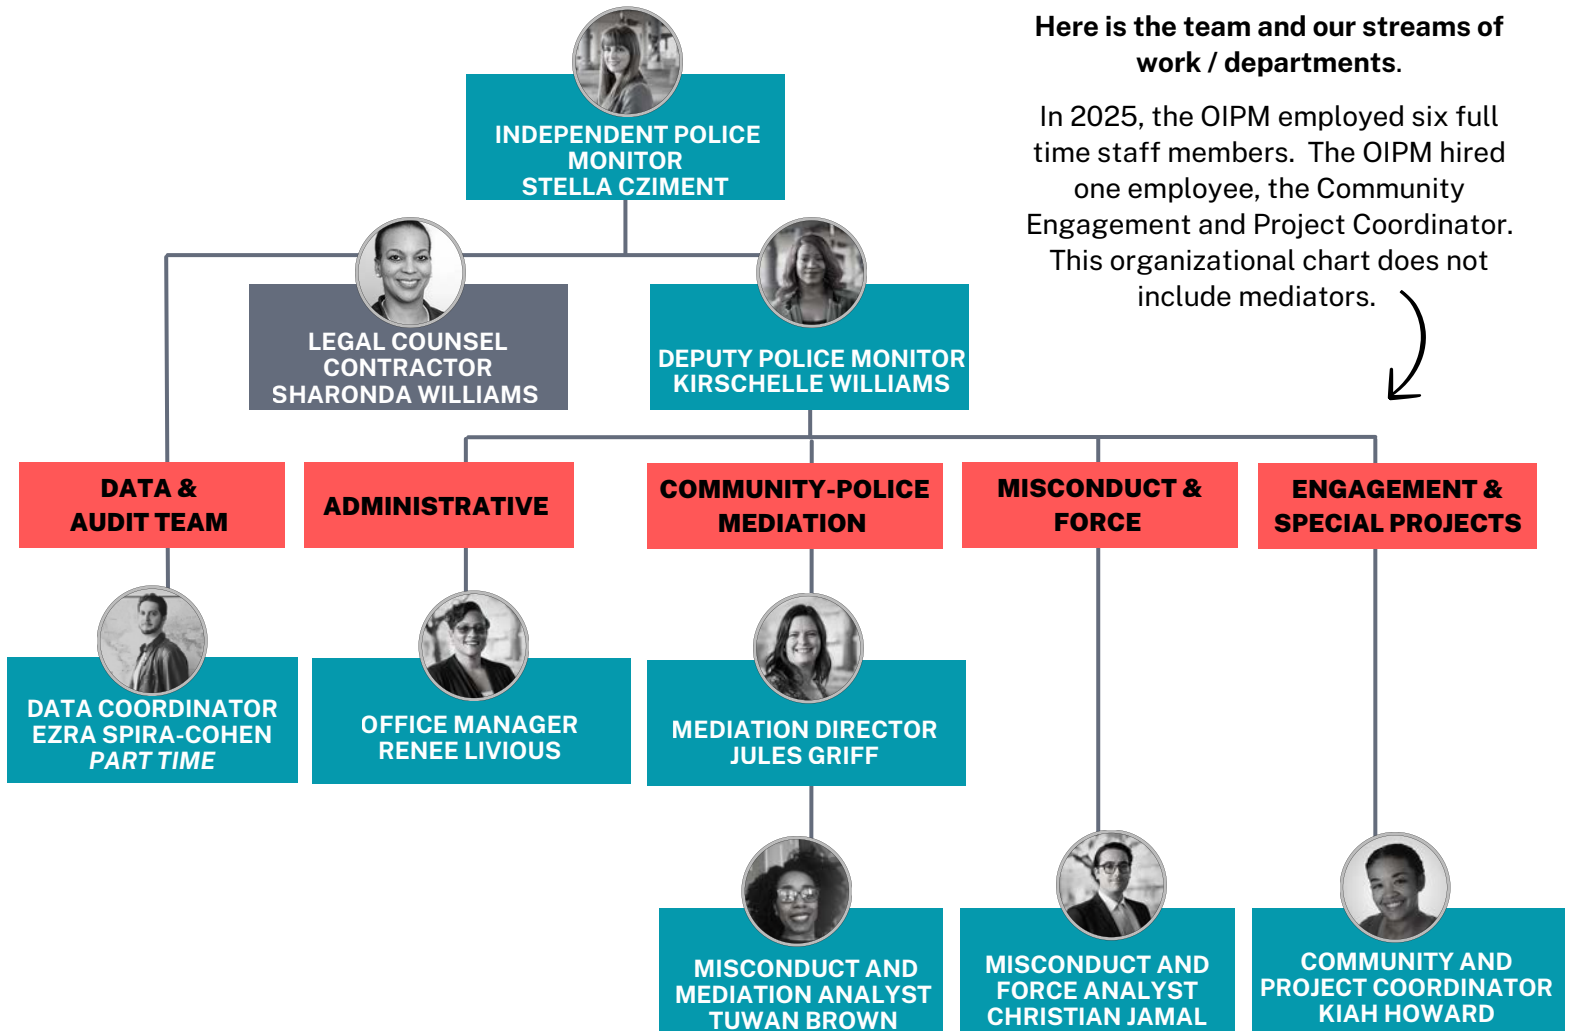 Here is the team and our streams of
work / departments.
In 2025, the OIPM employed six full
time staff members. The OIPM hired
one employee, the Community
Engagement and Project Coordinator.
This organizational chart does not
include mediators.
INDEPENDENT POLICE
MONITOR
STELLA CZIMENT
LEGAL COUNSEL
CONTRACTOR
SHARONDA WILLIAMS
DEPUTY POLICE MONITOR
KIRSCHELLE WILLIAMS
DATA &
AUDIT TEAM
ADMINISTRATIVE
COMMUNITY-POLICE
MEDIATION
MISCONDUCT &
FORCE
ENGAGEMENT &
SPECIAL PROJECTS
DATA COORDINATOR
EZRA SPIRA-COHEN
PART TIME
OFFICE MANAGER
RENEE LIVIOUS
MEDIATION DIRECTOR
JULES GRIFF
MISCONDUCT AND
MEDIATION ANALYST
TUWAN BROWN
MISCONDUCT AND
FORCE ANALYST
CHRISTIAN JAMAL
COMMUNITY AND
PROJECT COORDINATOR
KIAH HOWARD